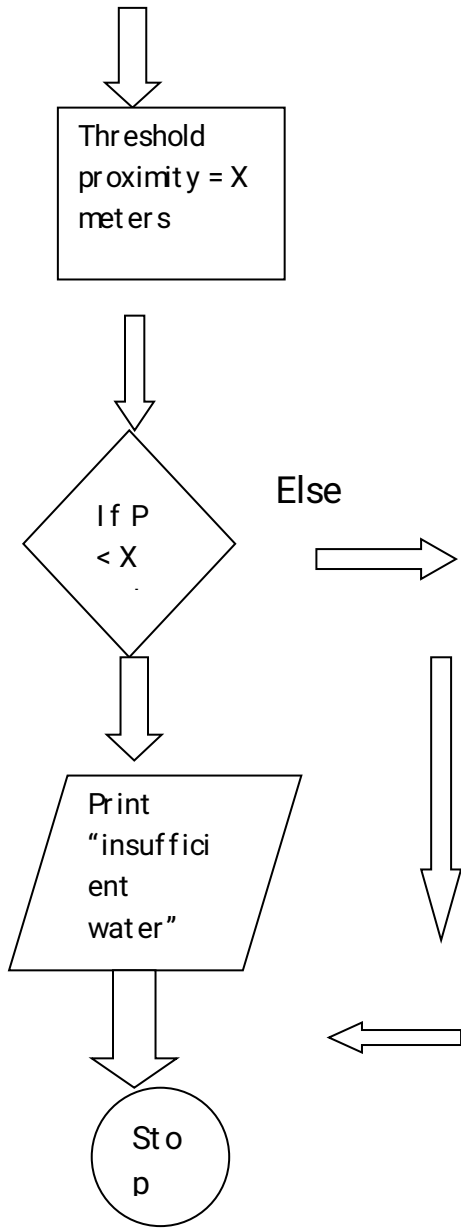 Threshold
proximity = X
meters
If P
< X
Else
Print
“insuffici
ent
water”
Sto
p